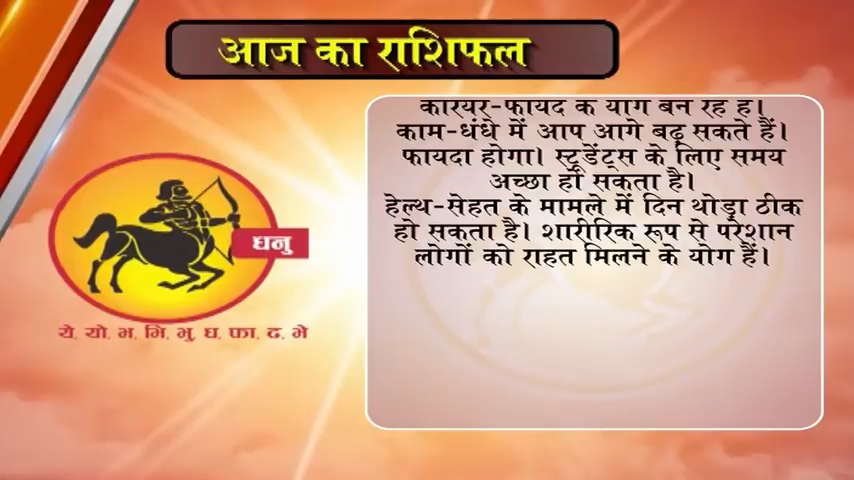 आज का राशिफल
करियर-फायदे के योग बन रहे हैं।
काम-धंधे में आप आगे बढ़ सकते हैं।
फायदा होगा। स्टूडेंट्स के लिए समय
अच्छा हो सकता है।
हेल्थ-सेहत के मामले में दिन थोड़ा ठीक
हो सकता है। शारीरिक रूप से परेशान
लोगों को राहत मिलने के योग हैं।
धनु
ये, यो, भ, भि, भु, ध, फा, ढ, भे